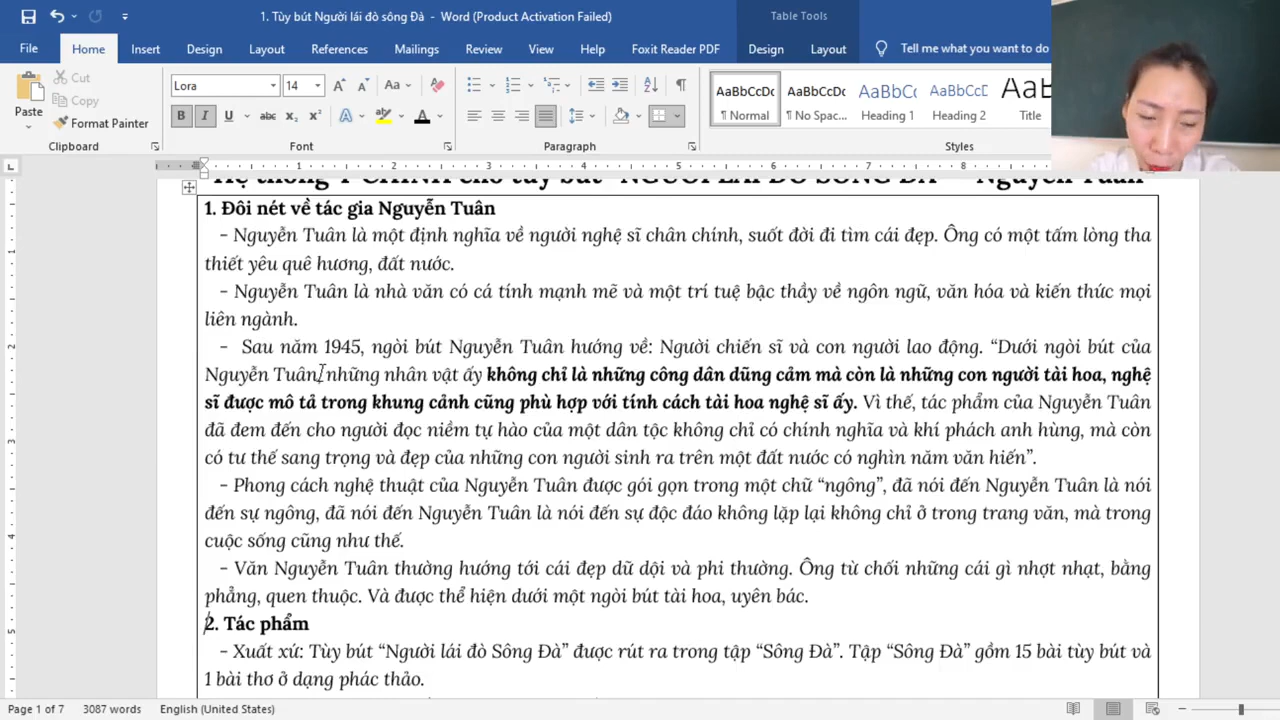 1. Tùy bút Người lái đò sông Đà - Word (Product Activation Failed)
Table Tools
File Home Insert Design Layout References Mailings Review View Help Foxit Reader PDF Design Layout Tell me what you want to do
Paste
Cut
Copy
Format Painter
Lora 14
AaBbCcDc AaBbCcDc AaBbCc AaBbCcD AaB
¶ Normal ¶ No Spac... Heading 1 Heading 2 Title
Clipboard Font Paragraph Styles
Hệ thống Ý CHÍNH cho tùy bút "NGƯỜI LÁI ĐÒ SÔNG ĐÀ" - Nguyễn Tuân
1. Đôi nét về tác gia Nguyễn Tuân
- Nguyễn Tuân là một định nghĩa về người nghệ sĩ chân chính, suốt đời đi tìm cái đẹp. Ông có một tấm lòng tha
thiết yêu quê hương, đất nước.
- Nguyễn Tuân là nhà văn có cá tính mạnh mẽ và một trí tuệ bậc thầy về ngôn ngữ, văn hóa và kiến thức mọi
liên ngành.
- Sau năm 1945, ngòi bút Nguyễn Tuân hướng về: Người chiến sĩ và con người lao động. “Dưới ngòi bút của
Nguyễn Tuân, những nhân vật ấy không chỉ là những công dân dũng cảm mà còn là những con người tài hoa, nghệ
sĩ được mô tả trong khung cảnh cũng phù hợp với tính cách tài hoa nghệ sĩ ấy. Vì thế, tác phẩm của Nguyễn Tuân
đã đem đến cho người đọc niềm tự hào của một dân tộc không chỉ có chính nghĩa và khí phách anh hùng, mà còn
có tư thế sang trọng và đẹp của những con người sinh ra trên một đất nước có nghìn năm văn hiến”.
- Phong cách nghệ thuật của Nguyễn Tuân được gói gọn trong một chữ “ngông”, đã nói đến Nguyễn Tuân là nói
đến sự ngông, đã nói đến Nguyễn Tuân là nói đến sự độc đáo không lặp lại không chỉ ở trong trang văn, mà trong
cuộc sống cũng như thế.
- Văn Nguyễn Tuân thường hướng tới cái đẹp dữ dội và phi thường. Ông từ chối những cái gì nhợt nhạt, bằng
phẳng, quen thuộc. Và được thể hiện dưới một ngòi bút tài hoa, uyên bác.
2. Tác phẩm
- Xuất xứ: Tùy bút “Người lái đò Sông Đà” được rút ra trong tập “Sông Đà”. Tập “Sông Đà” gồm 15 bài tùy bút và
1 bài thơ ở dạng phác thảo.
Page 1 of 7 3087 words English (United States)